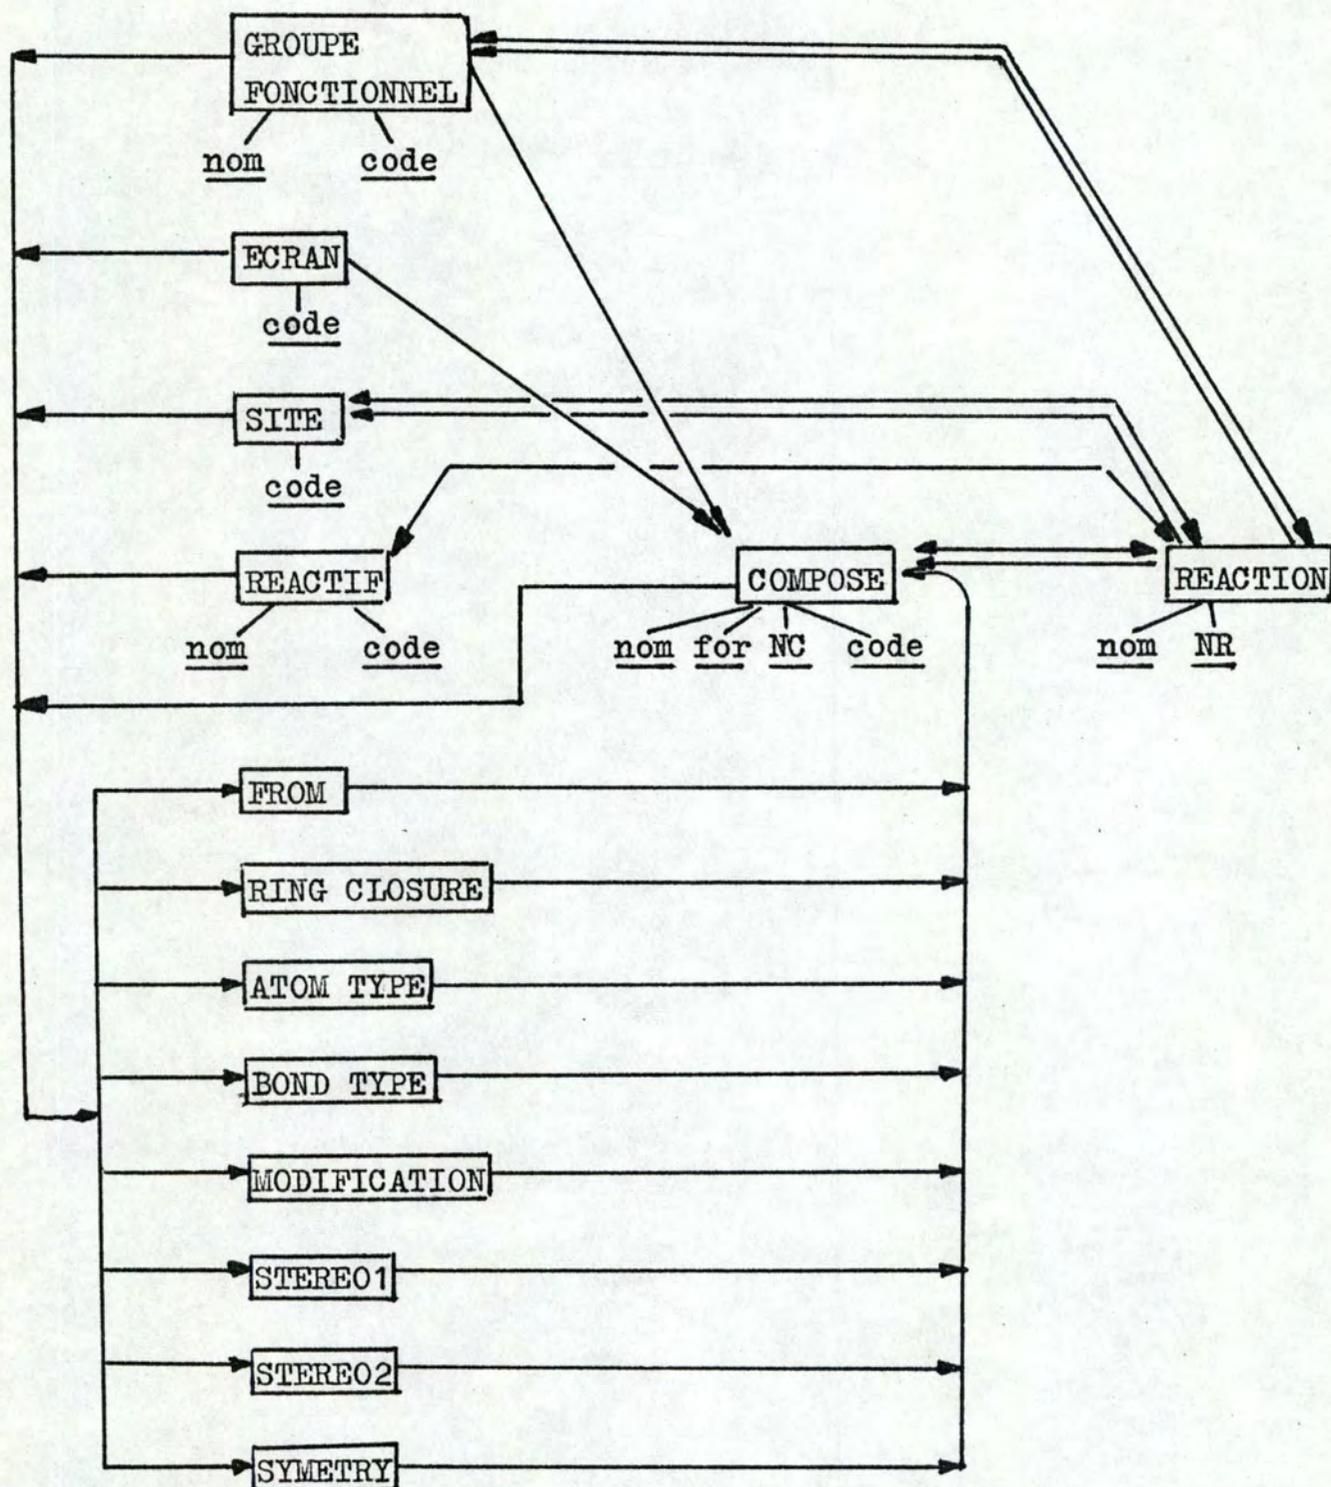 GROUPE
FONCTIONNEL
nom code
ECRAN
code
SITE
code
REACTIF
nom code
COMPOSE
nom for NC code
REACTION
nom NR
FROM
RING CLOSURE
ATOM TYPE
BOND TYPE
MODIFICATION
STEREO1
STEREO2
SYMETRY